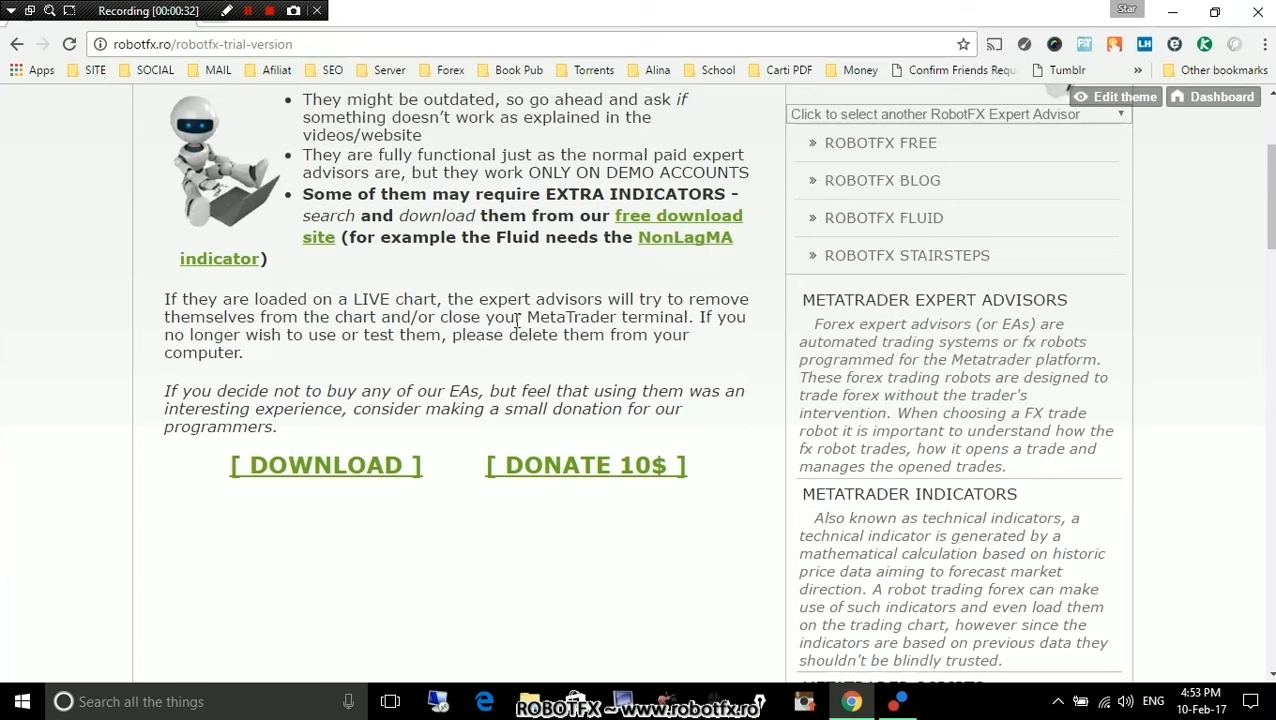 Recording [00:00:32]
Star
robotfx.ro/robotfx-trial-version
Apps SITE SOCIAL MAIL Afiliat SEO Server Forex Book Pub Torrents Alina School Carti PDF Money Confirm Friends Requ Tumblr » Other bookmarks
Edit theme Dashboard
They might be outdated, so go ahead and ask if
something doesn't work as explained in the
videos/website
They are fully functional just as the normal paid expert
advisors are, but they work ONLY ON DEMO ACCOUNTS
Some of them may require EXTRA INDICATORS -
search and download them from our free download
site (for example the Fluid needs the NonLagMA
indicator)
If they are loaded on a LIVE chart, the expert advisors will try to remove
themselves from the chart and/or close your MetaTrader terminal. If you
no longer wish to use or test them, please delete them from your
computer.
If you decide not to buy any of our EAs, but feel that using them was an
interesting experience, consider making a small donation for our
programmers.
[ DOWNLOAD ] [ DONATE 10$ ]
Click to select another RobotFX Expert Advisor
» ROBOTFX FREE
» ROBOTFX BLOG
» ROBOTFX FLUID
» ROBOTFX STAIRSTEPS
METATRADER EXPERT ADVISORS
Forex expert advisors (or EAs) are
automated trading systems or fx robots
programmed for the Metatrader platform.
These forex trading robots are designed to
trade forex without the trader's
intervention. When choosing a FX trade
robot it is important to understand how the
fx robot trades, how it opens a trade and
manages the opened trades.
METATRADER INDICATORS
Also known as technical indicators, a
technical indicator is generated by a
mathematical calculation based on historic
price data aiming to forecast market
direction. A robot trading forex can make
use of such indicators and even load them
on the trading chart, however since the
indicators are based on previous data they
shouldn't be blindly trusted.
Search all the things
ROBOTFX ~ www.robotfx.ro
ENG
4:53 PM
10-Feb-17